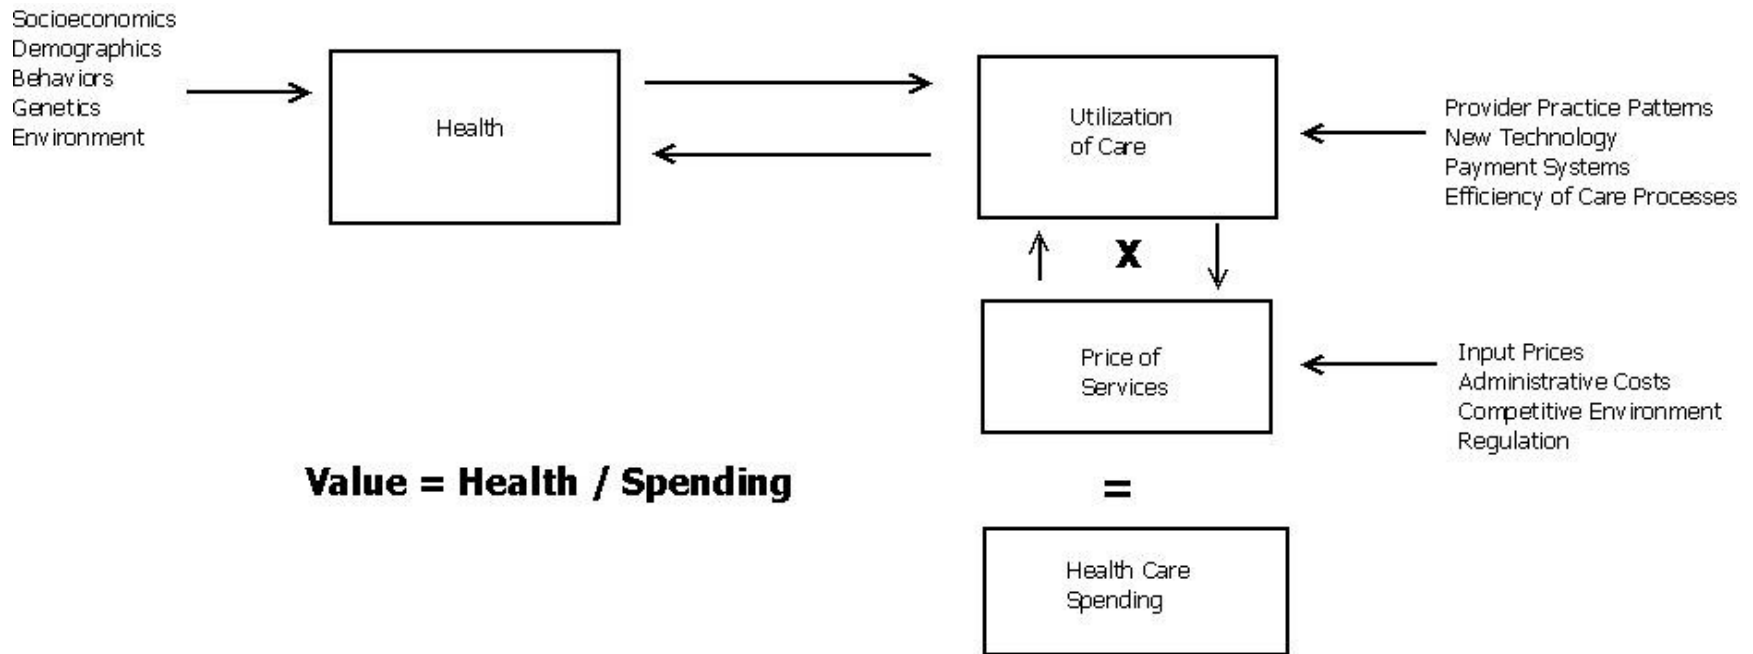 Socioeconomics
Demographics
Behaviors
Genetics
Environment
Health
Utilization
of Care
Provider Practice Patterns
New Technology
Payment Systems
Efficiency of Care Processes
X
Price of
Services
Input Prices
Administrative Costs
Competitive Environment
Regulation
Value = Health / Spending
=
Health Care
Spending